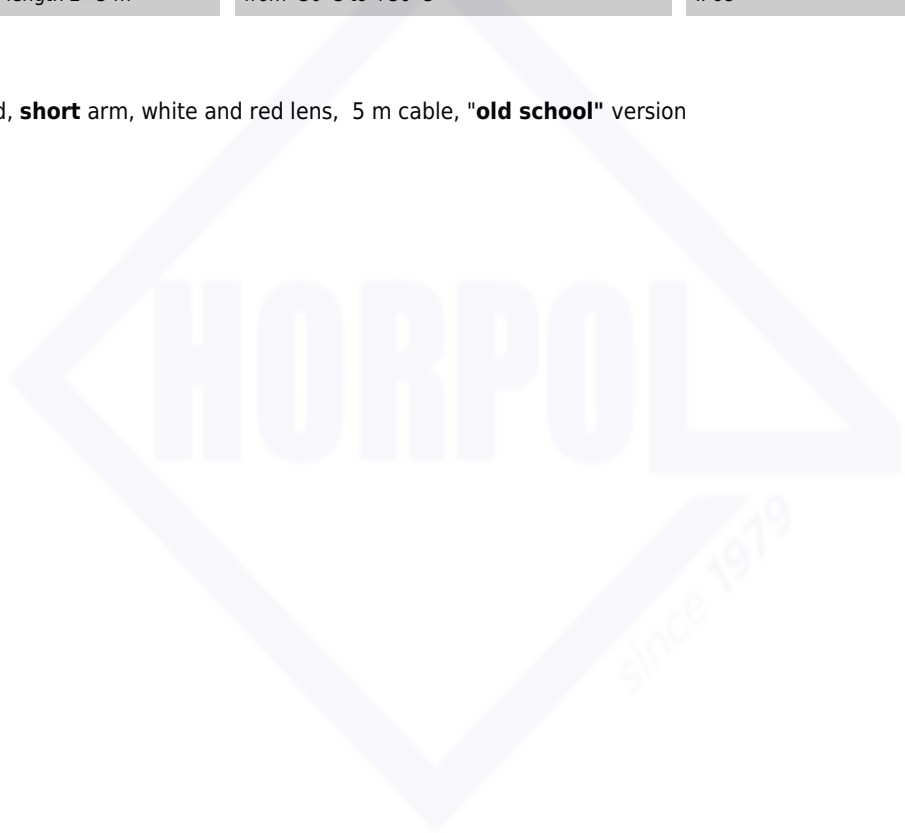 d, short arm, white and red lens, 5 m cable, "old school" version
HORPOL
since 1979